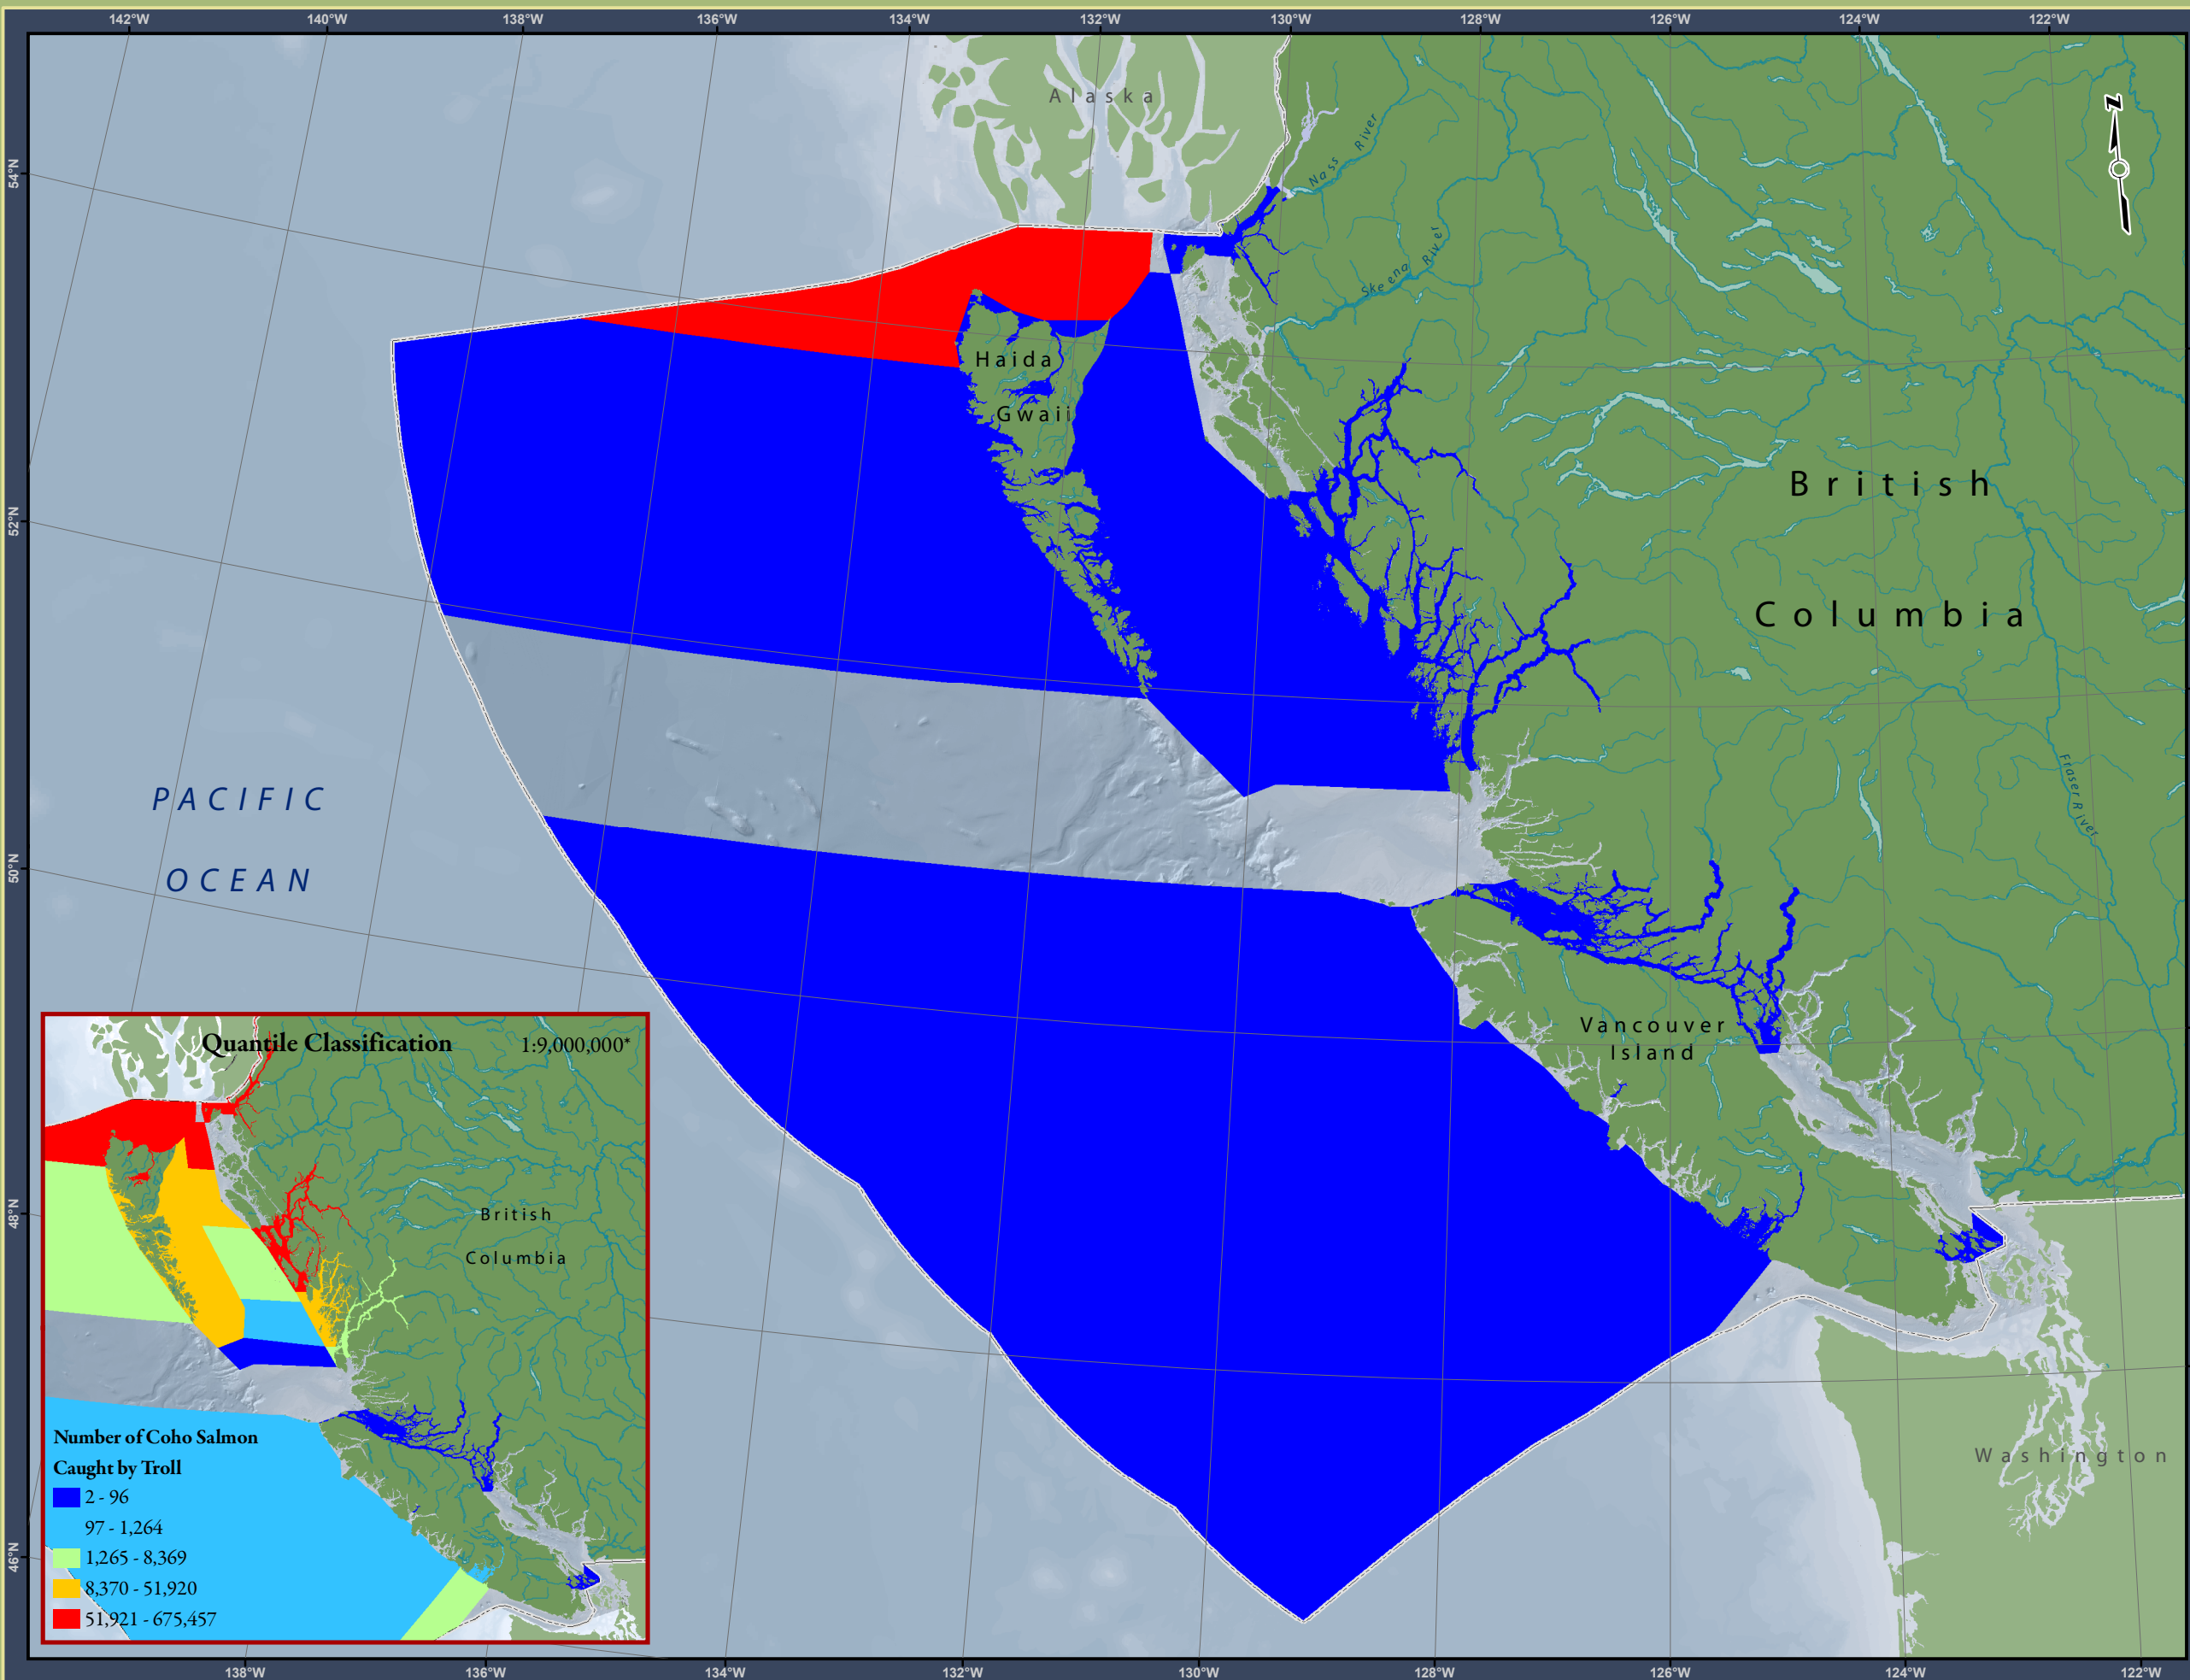 142°W 140°W 138°W 136°W 134°W 132°W 130°W 128°W 126°W 124°W 122°W
54°N
52°N
50°N
48°N
46°N
Alaska
N
Nass River
Skeena River
Haida
Gwaii
British
Columbia
Fraser River
PACIFIC
OCEAN
Vancouver
Island
Washington
Quantile Classification
1:9,000,000*
British
Columbia
Number of Coho Salmon
Caught by Troll
2 - 96
97 - 1,264
1,265 - 8,369
8,370 - 51,920
51,921 - 675,457
138°W 136°W 134°W 132°W 130°W 128°W 126°W 124°W 122°W